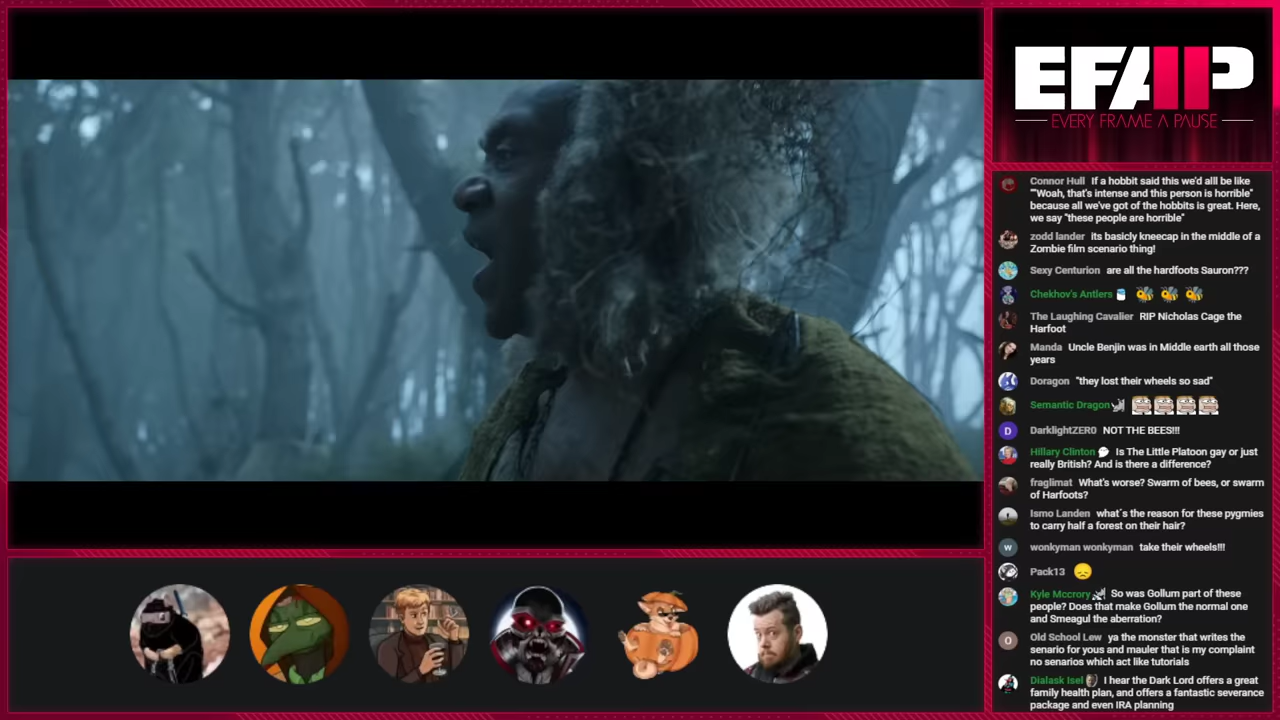 EFAP
EVERY FRAME A PAUSE
Connor Hull If a hobbit said this we'd alll be like
""Woah, that's intense and this person is horrible"
because all we've got of the hobbits is great. Here,
we say "these people are horrible"
zodd lander its basicly kneecap in the middle of a
Zombie film scenario thing!
Sexy Centurion are all the hardfoots Sauron???
Chekhov's Antlers
The Laughing Cavalier RIP Nicholas Cage the
Harfoot
Manda Uncle Benjin was in Middle earth all those
years
Doragon "they lost their wheels so sad"
Semantic Dragon
D DarklightZER0 NOT THE BEES!!!
Hillary Clinton Is The Little Platoon gay or just
really British? And is there a difference?
fraglimat What's worse? Swarm of bees, or swarm
of Harfoots?
Ismo Landen what´s the reason for these pygmies
to carry half a forest on their hair?
w wonkyman wonkyman take their wheels!!!
Pack13
Kyle Mccrory So was Gollum part of these
people? Does that make Gollum the normal one
and Smeagul the aberration?
O Old School Lew ya the monster that writes the
senario for yous and mauler that is my complaint
no senarios which act like tutorials
Dialask Isel I hear the Dark Lord offers a great
family health plan, and offers a fantastic severance
package and even IRA planning